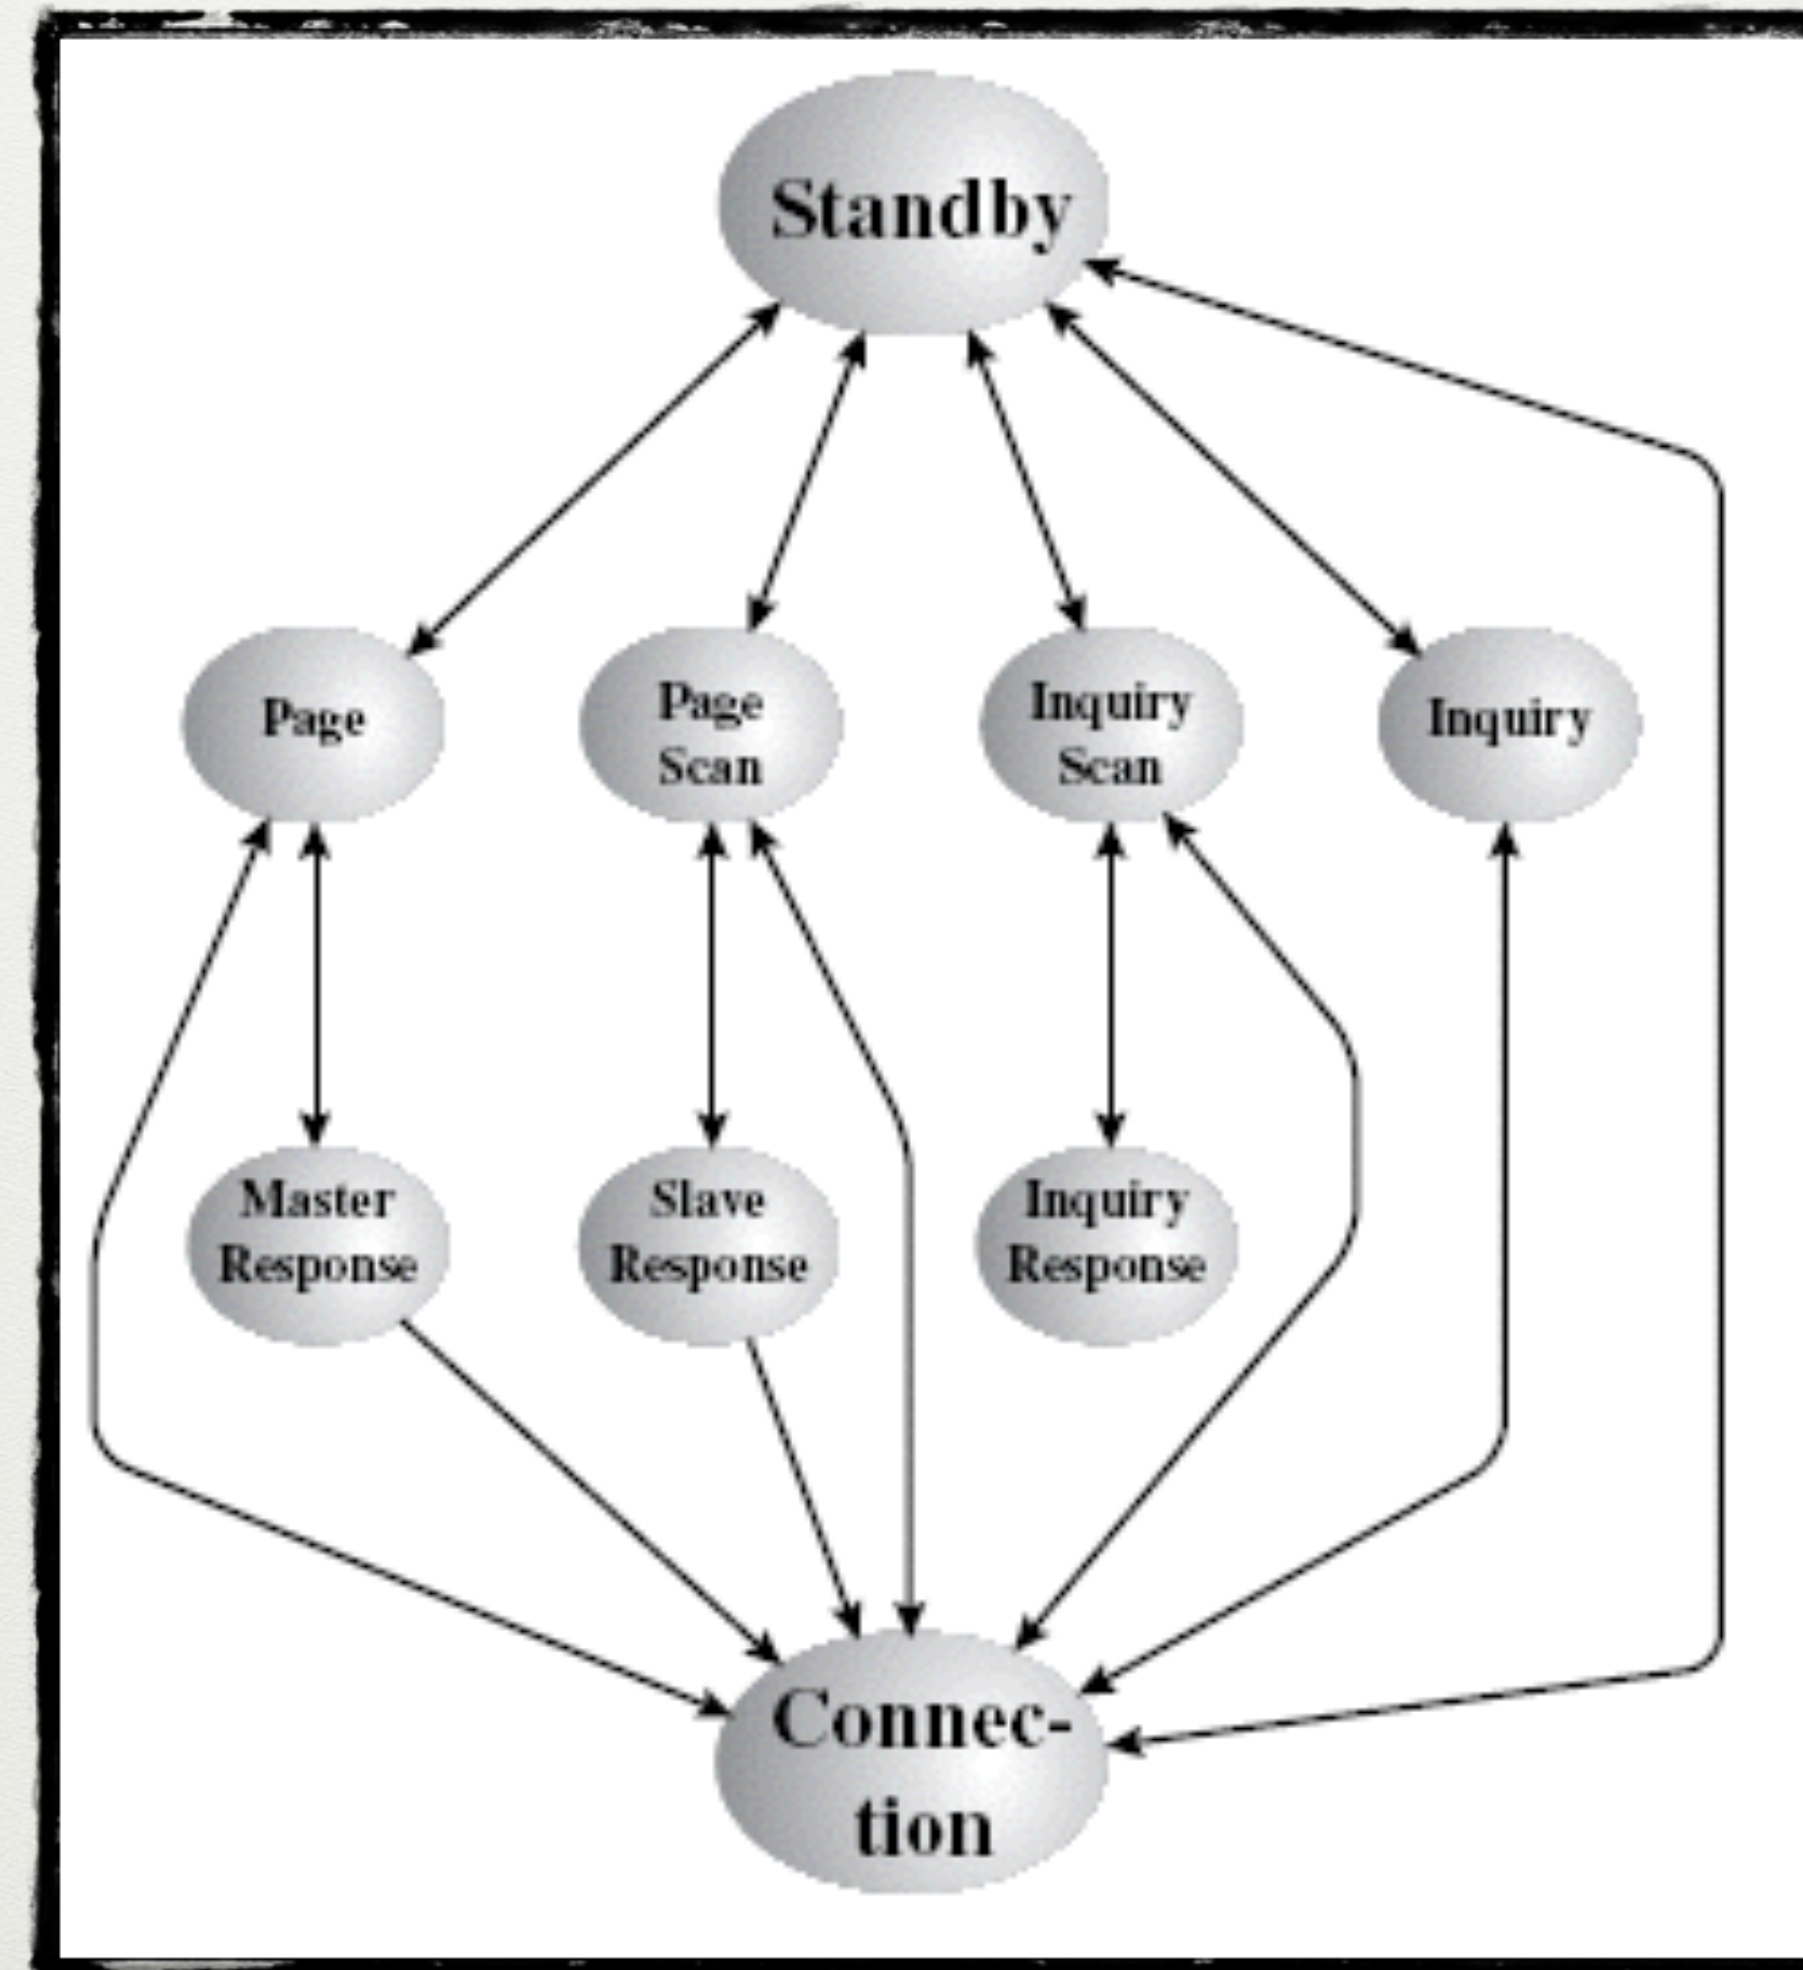 Standby
Page
Page
Scan
Inquiry
Scan
Inquiry
Master
Response
Slave
Response
Inquiry
Response
Connec-
tion